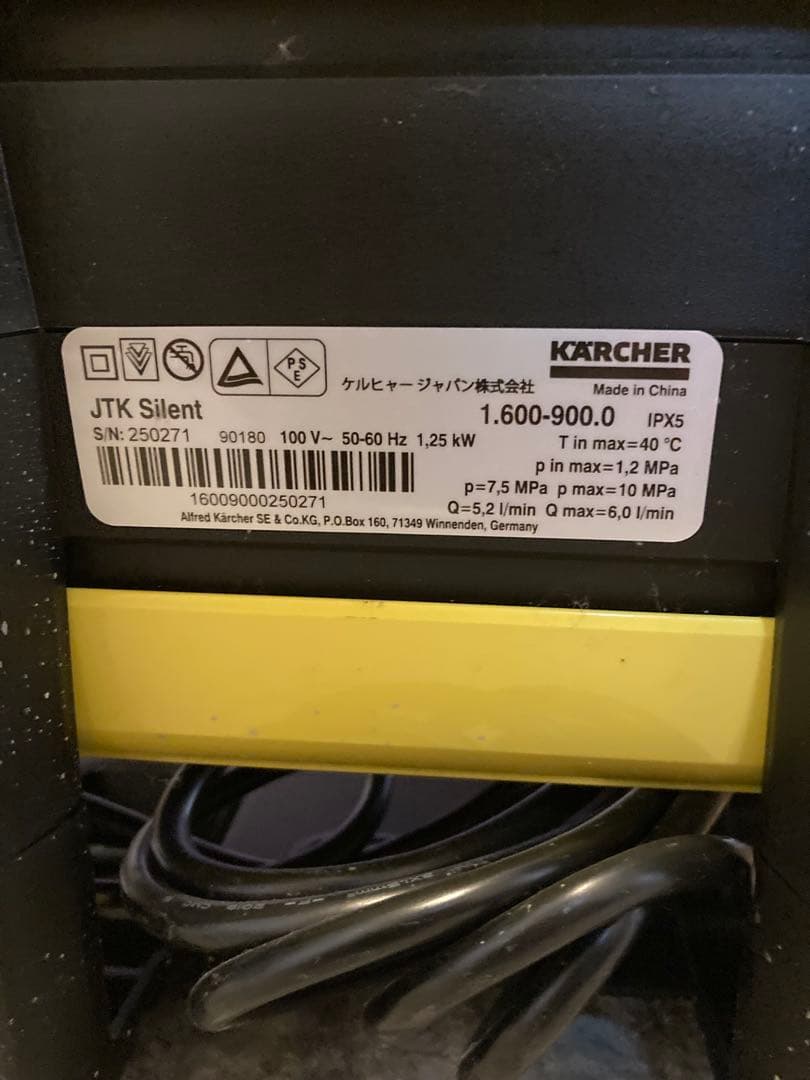 PS
E
KÄRCHER
ケルヒャー ジャパン株式会社
Made in China
JTK Silent
1.600-900.0 IPX5
S/N: 250271 90180 100 V~ 50-60 Hz 1,25 kW
T in max=40 °C
p in max=1,2 MPa
p=7,5 MPa p max=10 MPa
16009000250271
Q=5,2 l/min Q max=6,0 l/min
Alfred Kärcher SE & Co.KG, P.O.Box 160, 71349 Winnenden, Germany